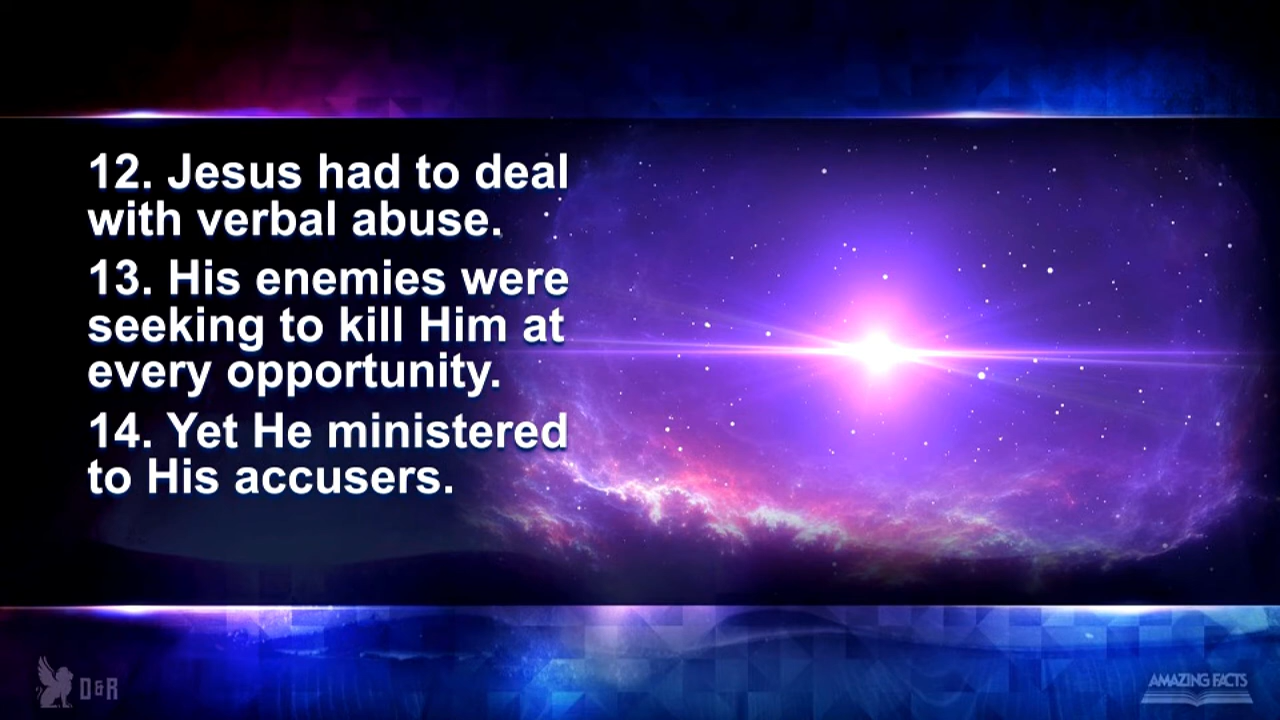 12. Jesus had to deal
with verbal abuse.
13. His enemies were
seeking to kill Him at
every opportunity.
14. Yet He ministered
to His accusers.
D&R
AMAZING FACTS